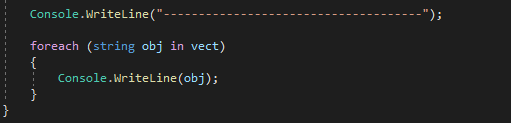 Console.WriteLine("------------------------------------");
foreach (string obj in vect)
{
Console.WriteLine(obj);
}
}